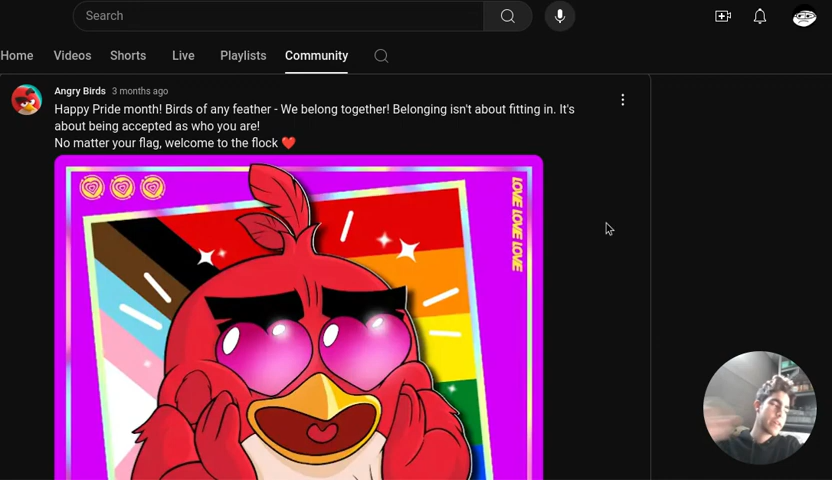 Search
Home Videos Shorts Live Playlists Community
Angry Birds 3 months ago
Happy Pride month! Birds of any feather - We belong together! Belonging isn't about fitting in. It's
about being accepted as who you are!
No matter your flag, welcome to the flock ❤️
LOVE LOVE LOVE